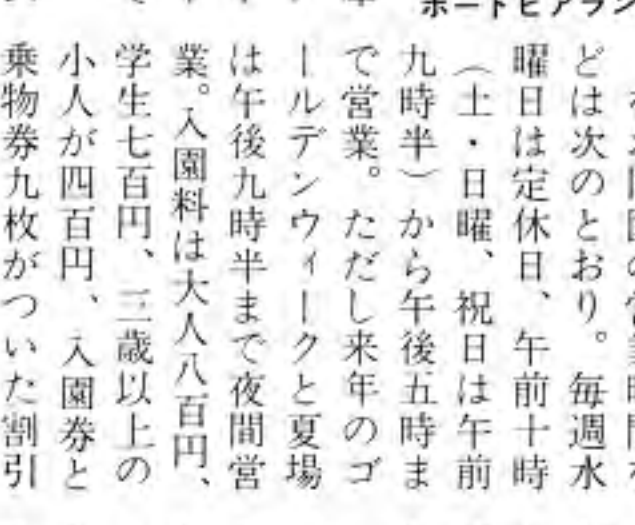 ポートピアラン
どは次のとおり。毎週水
曜日は定休日、午前十時
（土・日曜、祝日は午前
九時半）から午後五時ま
で営業。ただし来年のゴ
ールデンウィークと夏場
は午後九時半まで夜間営
業。入園料は大人八百円、
学生七百円、三歳以上の
小人が四百円、入園券と
乗物券九枚がついた割引